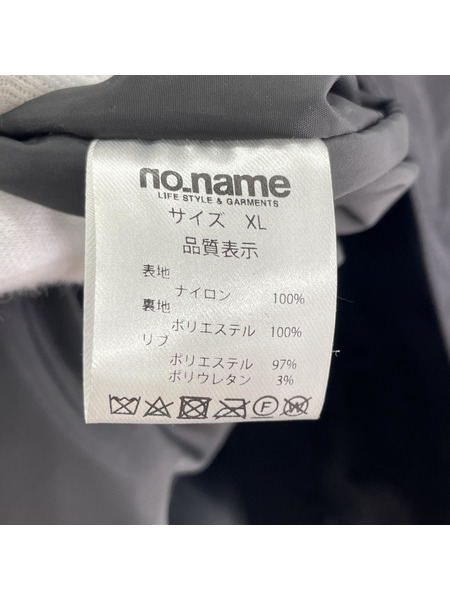 no_name
LIFE STYLE & GARMENTS
サイズ XL
品質表示
表地
ナイロン 100%
裏地
ポリエステル 100%
リブ
ポリエステル 97%
ポリウレタン 3%
F W